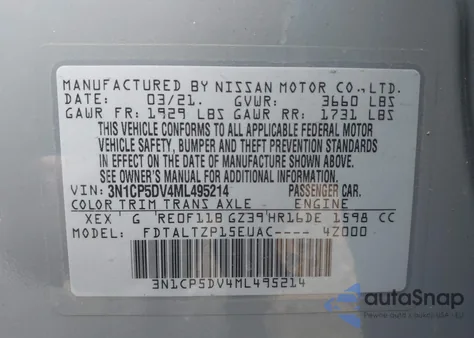 MANUFACTURED BY NISSAN MOTOR CO., LTD.
DATE: 03/21. GVWR: 3660 LBS
GAWR FR: 1929 LBS GAWR RR: 1731 LBS
THIS VEHICLE CONFORMS TO ALL APPLICABLE FEDERAL MOTOR
VEHICLE SAFETY, BUMPER AND THEFT PREVENTION STANDARDS
IN EFFECT ON THE DATE OF MANUFACTURE SHOWN ABOVE.
SEE OWNER'S MANUAL FOR ADDITIONAL INFORMATION.
VIN: 3N1CP5DV4ML495214 PASSENGER CAR.
COLOR TRIM TRANS AXLE ENGINE
XEX G RE0F11B GZ39 HR16DE 1598 CC
MODEL: FDTALTZP15EUAC---- 4Z000
3N1CP5DV4ML495214
autoSnap